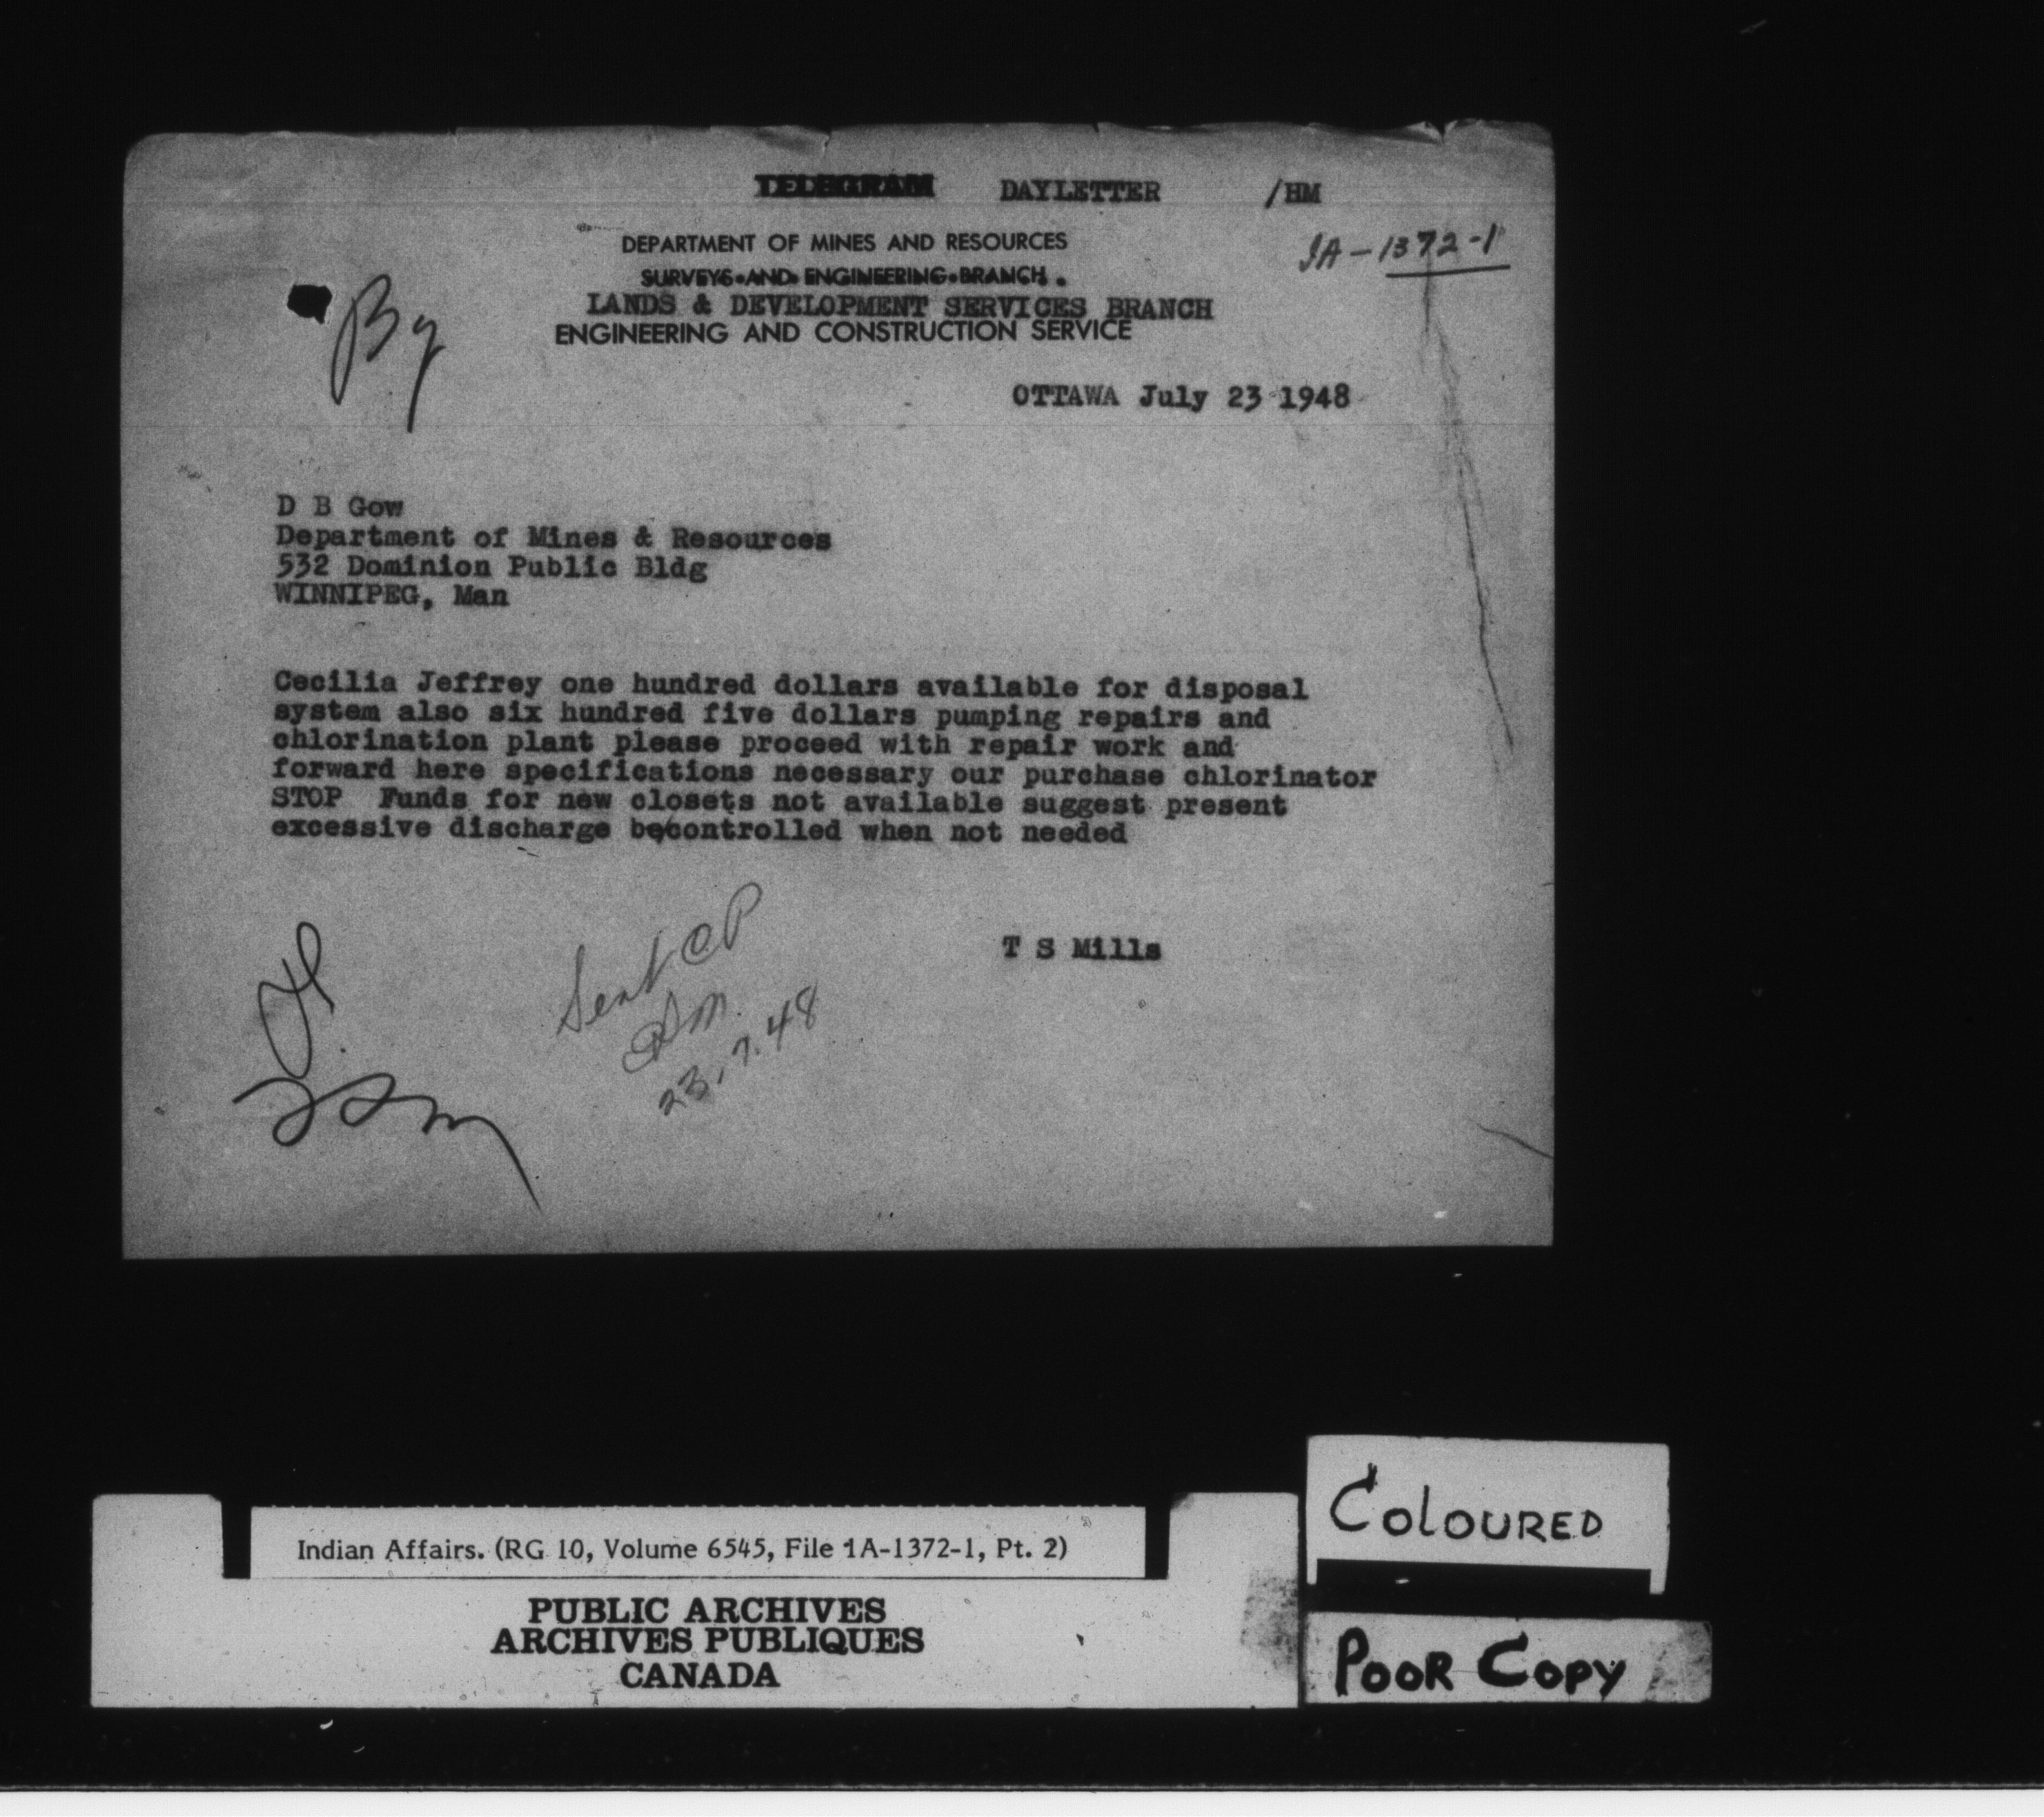 TELEGRAM DAYLETTER /HM
IA-1372-1
DEPARTMENT OF MINES AND RESOURCES
SURVEYS AND ENGINEERING BRANCH
LANDS & DEVELOPMENT SERVICES BRANCH
ENGINEERING AND CONSTRUCTION SERVICE
By
OTTAWA July 23 1948
D B Gow
Department of Mines & Resources
532 Dominion Public Bldg
WINNIPEG, Man
Cecilia Jeffrey one hundred dollars available for disposal
system also six hundred five dollars pumping repairs and
chlorination plant please proceed with repair work and
forward here specifications necessary our purchase chlorinator
STOP Funds for new closets not available suggest present
excessive discharge be/controlled when not needed
T S Mills
Sent CP
23.7.48
Indian Affairs. (RG 10, Volume 6545, File 1A-1372-1, Pt. 2)
PUBLIC ARCHIVES
ARCHIVES PUBLIQUES
CANADA
COLOURED
POOR COPY